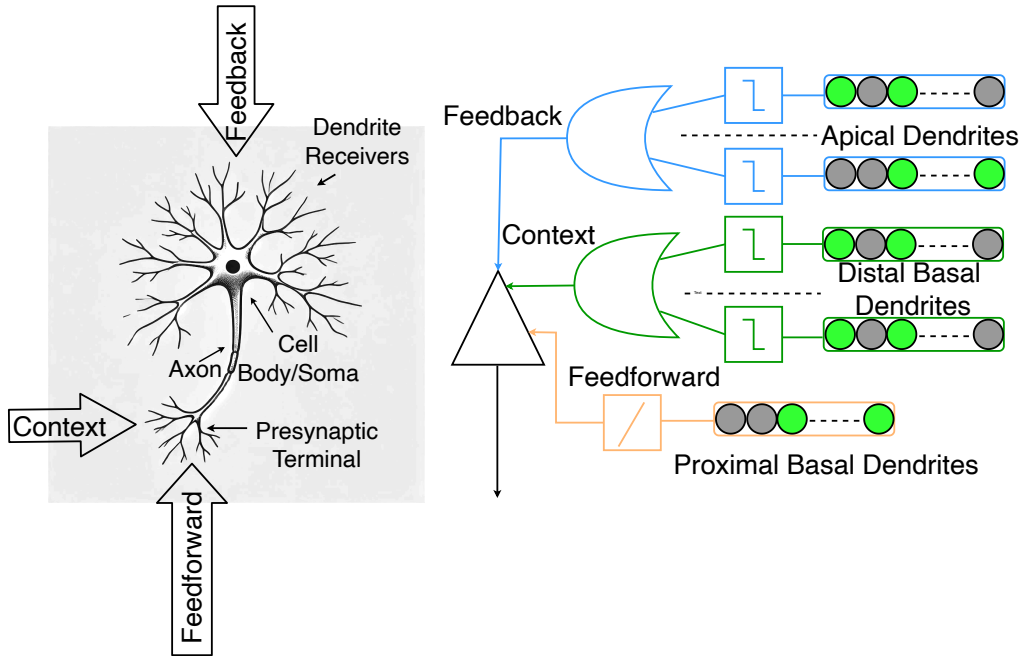 Feedback
Dendrite
Receivers
Axon
Cell
Body/Soma
Context
Presynaptic
Terminal
Feedforward
Feedback
Apical Dendrites
Context
Distal Basal
Dendrites
Feedforward
Proximal Basal Dendrites